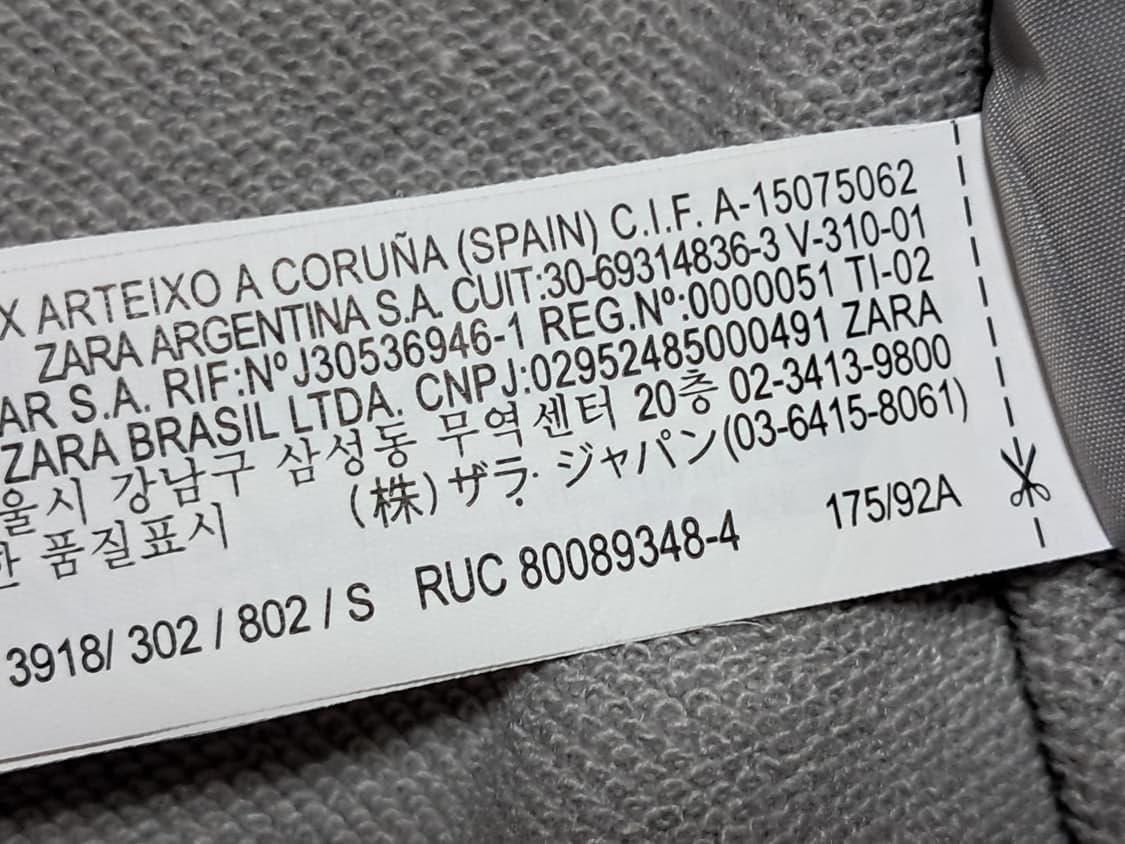 X ARTEIXO A CORUÑA (SPAIN) C.I.F. A-15075062
ZARA ARGENTINA S.A. CUIT:30-69314836-3 V-310-01
AR S.A. RIF:NºJ30536946-1 REG.Nº:0000051 TI-02
ZARA BRASIL LTDA. CNPJ:02952485000491 ZARA
울시 강남구 삼성동 무역센터 20층 02-3413-9800
한 품질표시 (株)ザラ・ジャパン(03-6415-8061)
3918/ 302 / 802 / S RUC 80089348-4 175/92A